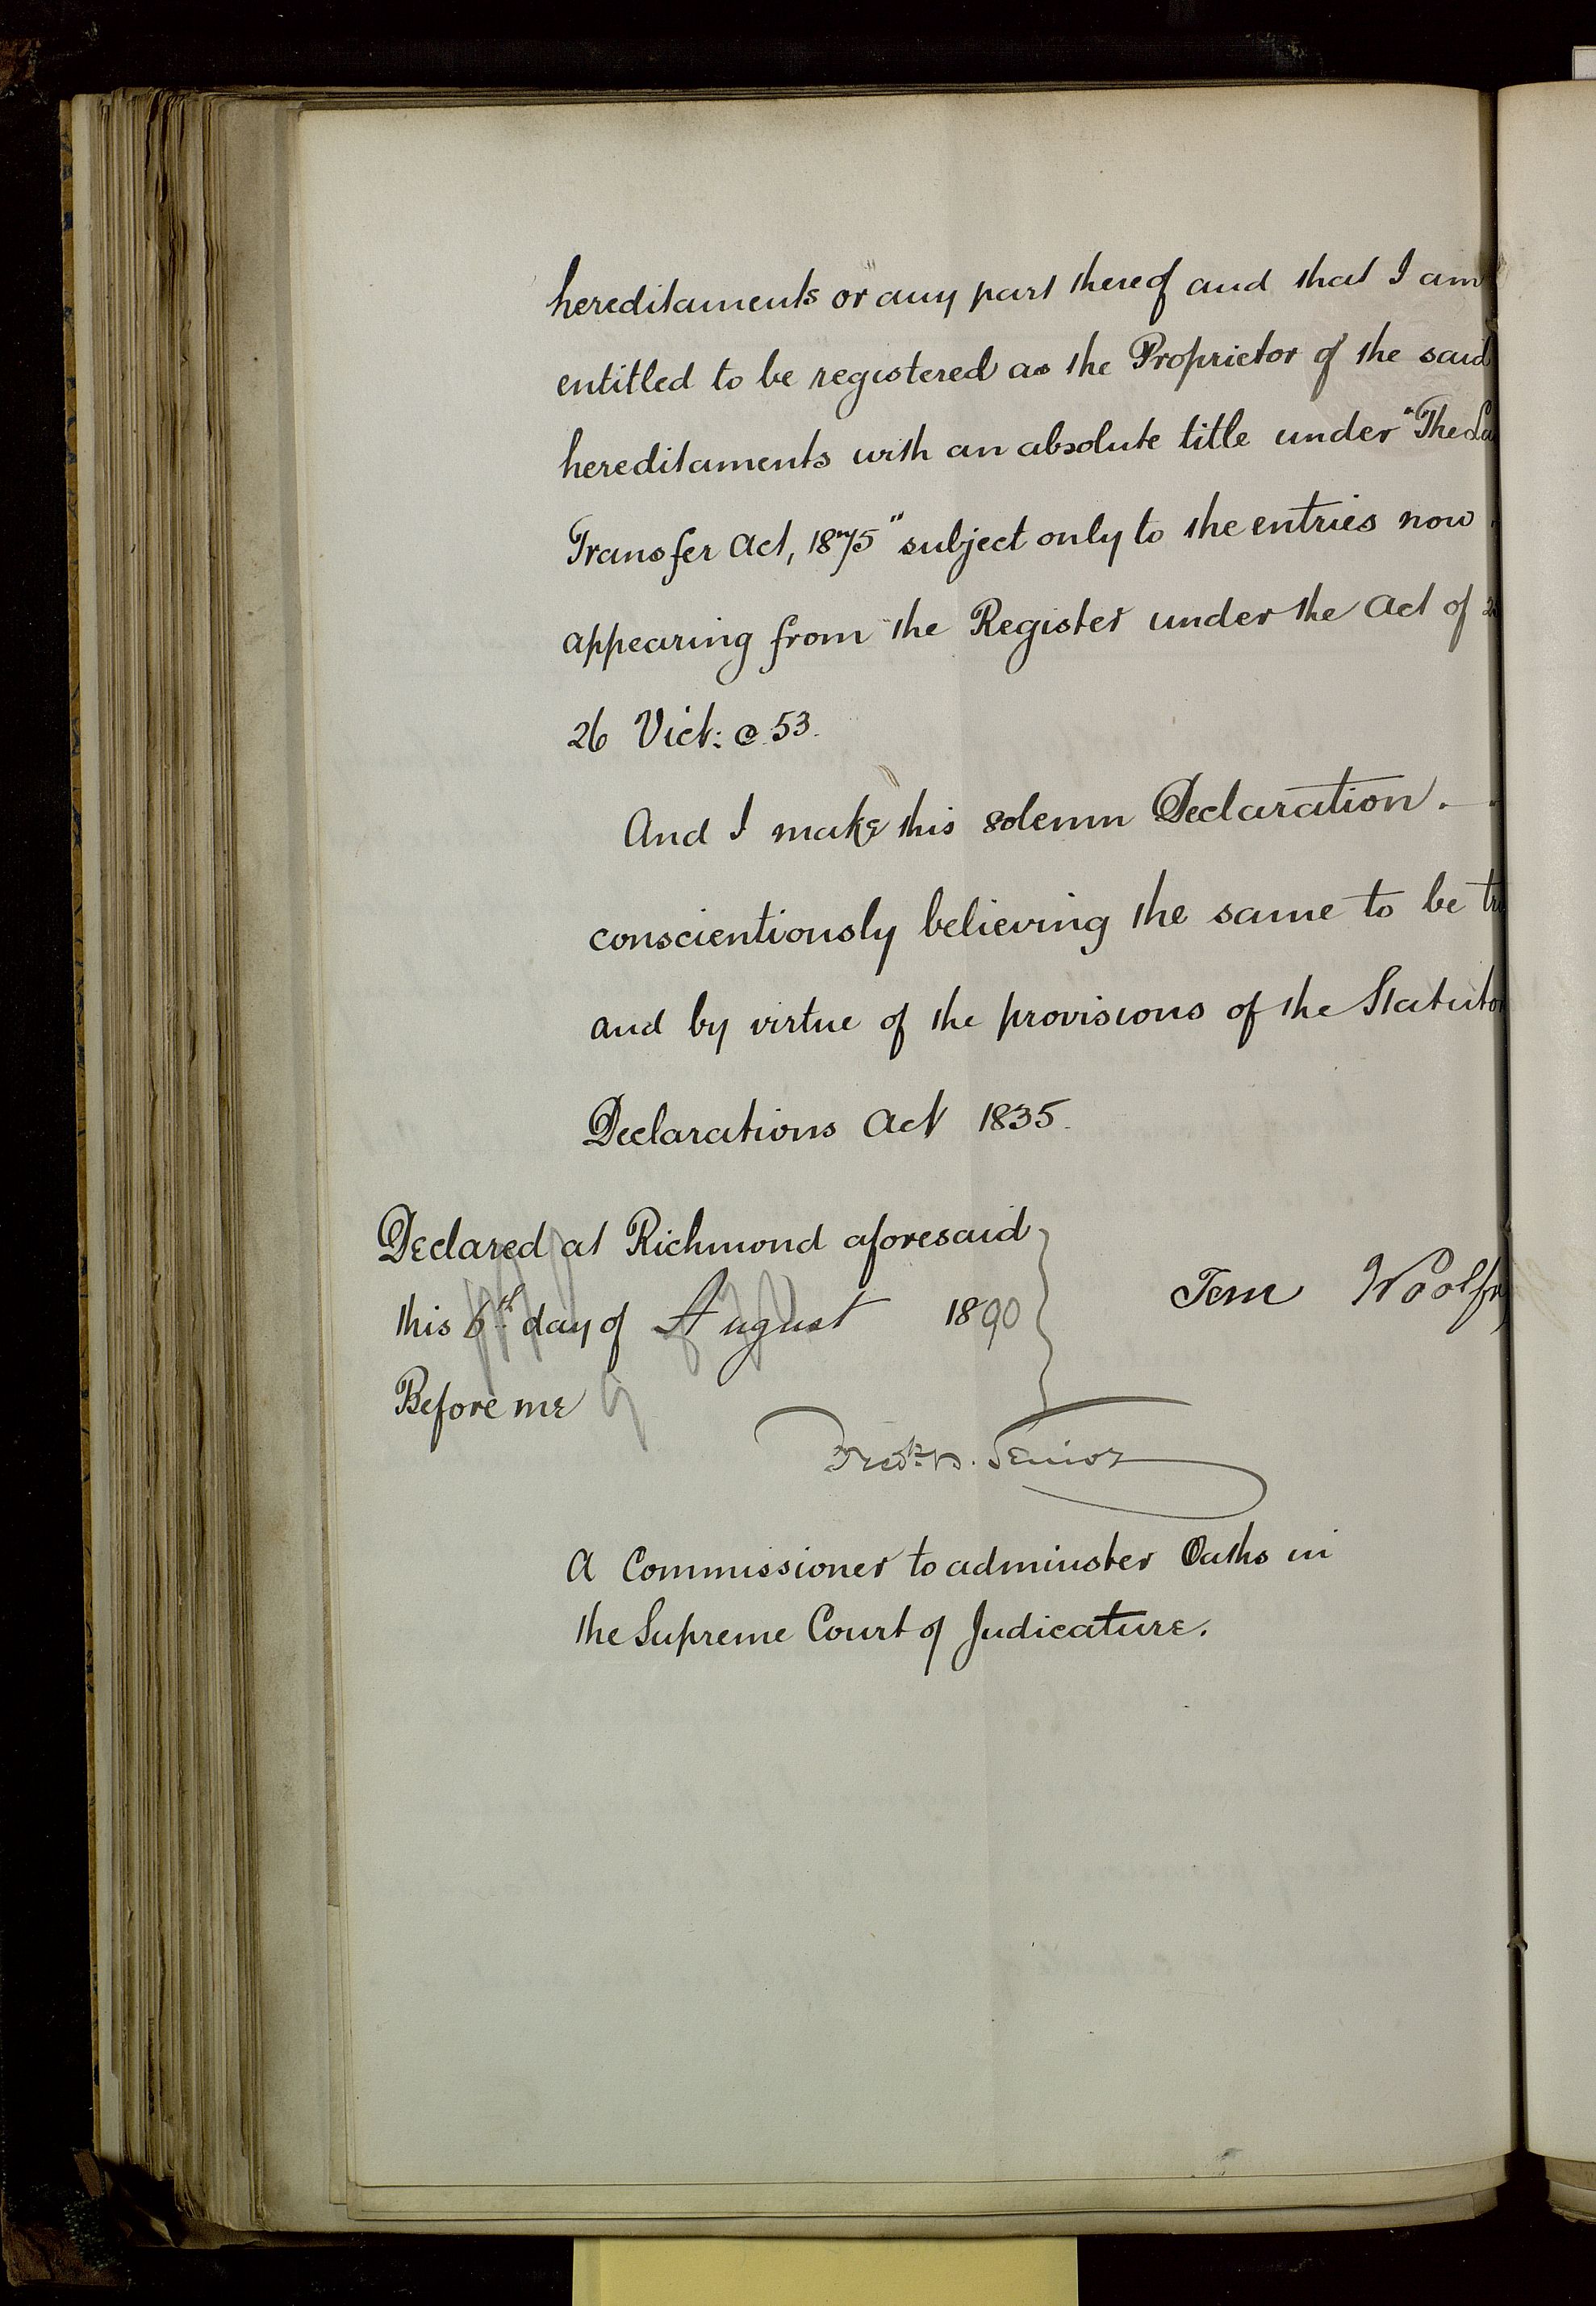 hereditaments or any part thereof and that I am
entitled to be registered as the Proprietor of the said
hereditaments with an absolute title under "The
Transfer Act, 1875" subject only to the entries now
appearing from the Register under the Act of
26 Vict: c. 53.
And I make this solemn Declaration.
conscientiously believing the same to be
and by virtue of the provisions of the
Declarations Act 1835.
Declared at Richmond aforesaid
this 6th day of August 1890
Before me
Senior
A Commissioner to adminster Oaths in
the Supreme Court of Judicature.